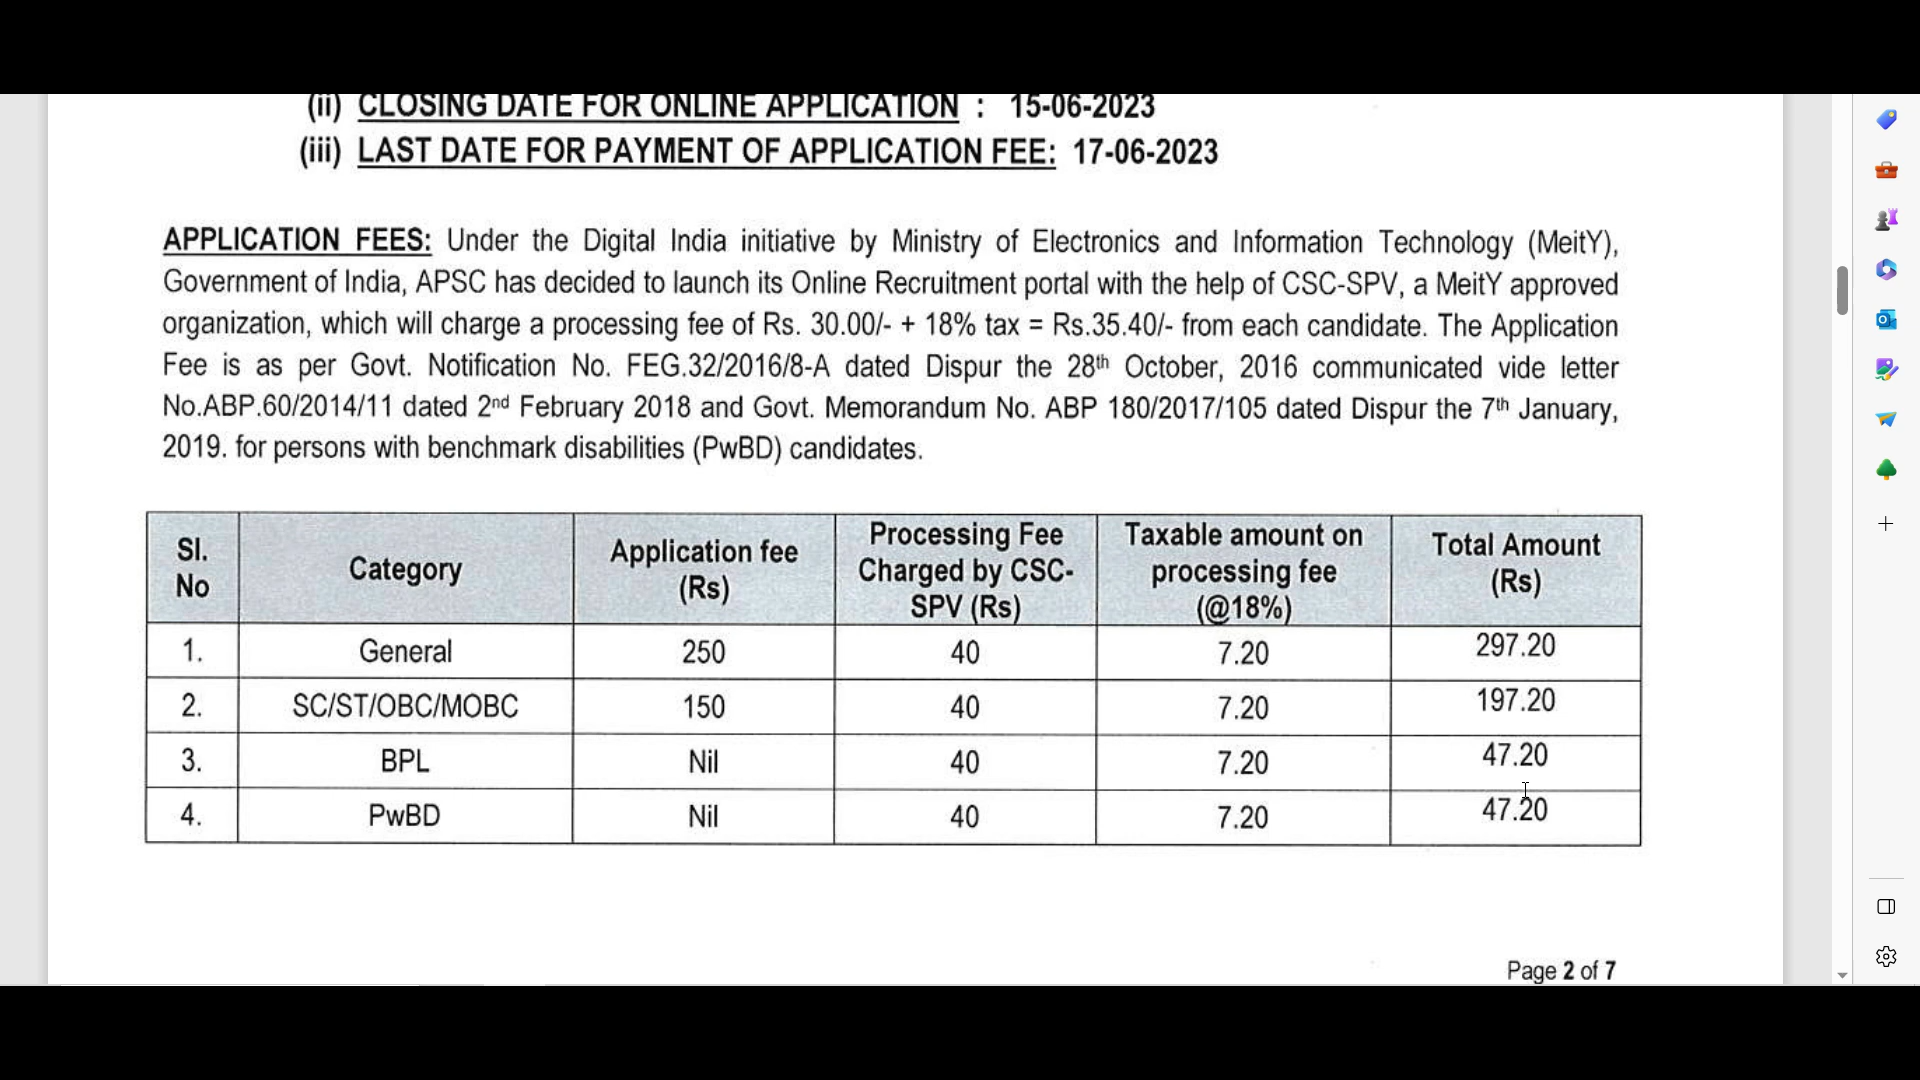 (ii) CLOSING DATE FOR ONLINE APPLICATION : 15-06-2023
(iii) LAST DATE FOR PAYMENT OF APPLICATION FEE: 17-06-2023
APPLICATION FEES: Under the Digital India initiative by Ministry of Electronics and Information Technology (MeitY),
Government of India, APSC has decided to launch its Online Recruitment portal with the help of CSC-SPV, a MeitY approved
organization, which will charge a processing fee of Rs. 30.00/- + 18% tax = Rs.35.40/- from each candidate. The Application
Fee is as per Govt. Notification No. FEG.32/2016/8-A dated Dispur the 28th October, 2016 communicated vide letter
No.ABP.60/2014/11 dated 2nd February 2018 and Govt. Memorandum No. ABP 180/2017/105 dated Dispur the 7th January,
2019. for persons with benchmark disabilities (PwBD) candidates.
Sl. No Category Application fee (Rs) Processing Fee Charged by CSC-SPV (Rs) Taxable amount on processing fee (@18%) Total Amount (Rs)
1. General 250 40 7.20 297.20
2. SC/ST/OBC/MOBC 150 40 7.20 197.20
3. BPL Nil 40 7.20 47.20
4. PwBD Nil 40 7.20 47.20
Page 2 of 7